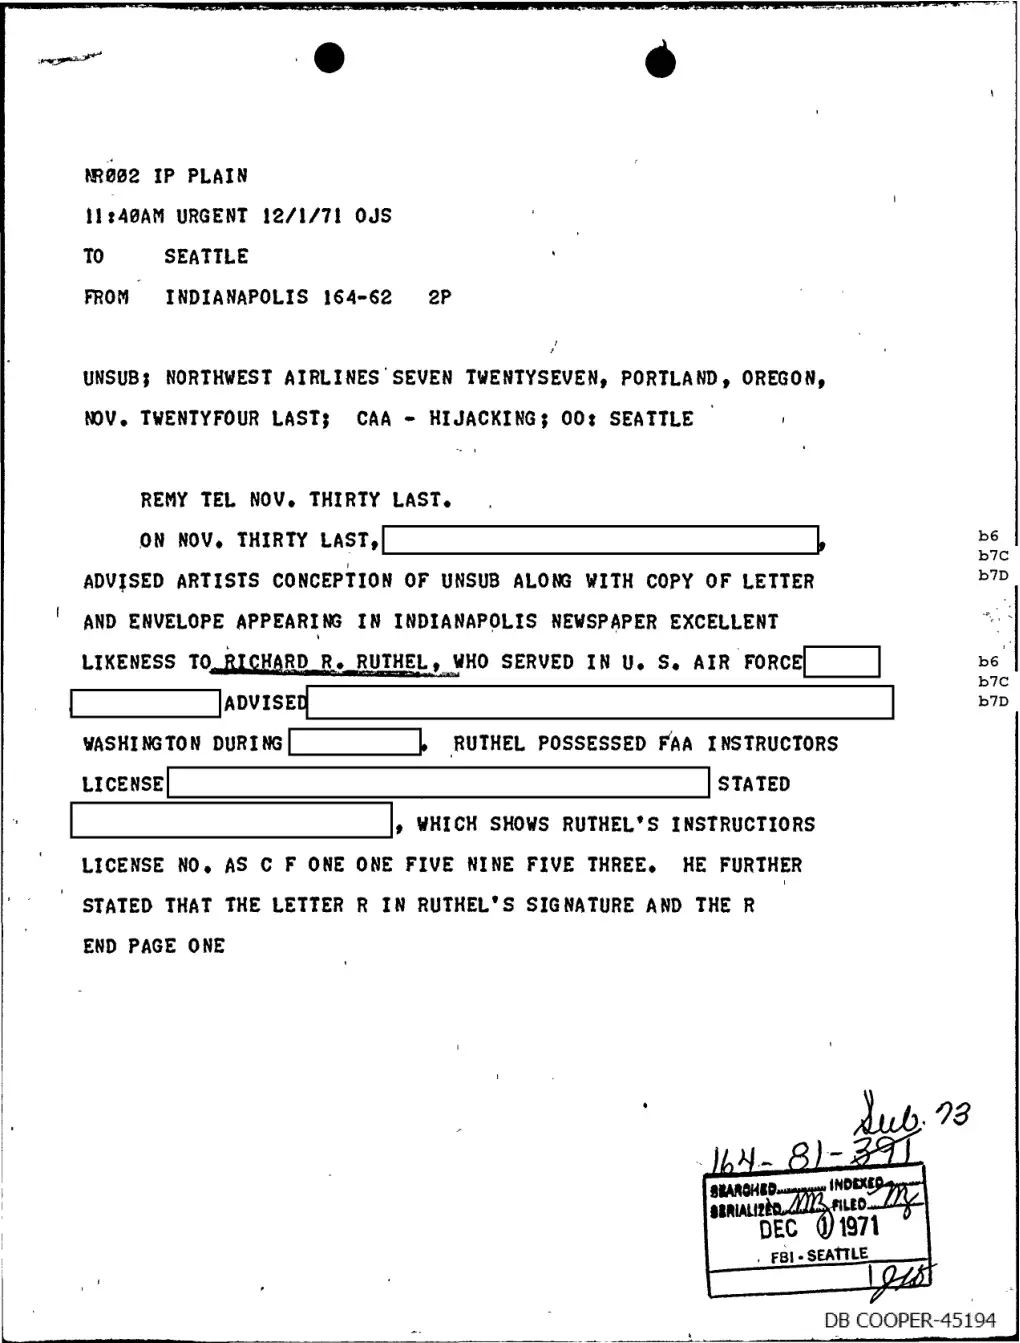 NR002 IP PLAIN
11:40AM URGENT 12/1/71 OJS
TO SEATTLE
FROM INDIANAPOLIS 164-62 2P
UNSUB; NORTHWEST AIRLINES SEVEN TWENTYSEVEN, PORTLAND, OREGON,
NOV. TWENTYFOUR LAST; CAA - HIJACKING; OO: SEATTLE
REMY TEL NOV. THIRTY LAST.
ON NOV. THIRTY LAST, ,
b6
b7C
b7D
ADVISED ARTISTS CONCEPTION OF UNSUB ALONG WITH COPY OF LETTER
AND ENVELOPE APPEARING IN INDIANAPOLIS NEWSPAPER EXCELLENT
LIKENESS TO RICHARD R. RUTHEL, WHO SERVED IN U. S. AIR FORCE
b6
b7C
b7D
ADVISED
WASHINGTON DURING . RUTHEL POSSESSED FAA INSTRUCTORS
LICENSE STATED
, WHICH SHOWS RUTHEL'S INSTRUCTIORS
LICENSE NO. AS C F ONE ONE FIVE NINE FIVE THREE. HE FURTHER
STATED THAT THE LETTER R IN RUTHEL'S SIGNATURE AND THE R
END PAGE ONE
Sub. 73
164-81-391
SEARCHED INDEXED
SERIALIZED FILED
DEC 1 1971
FBI - SEATTLE
DB COOPER-45194